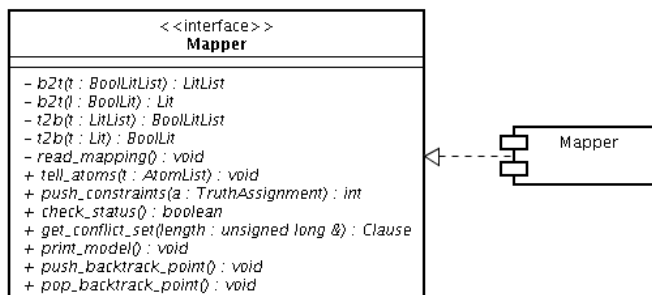 <<interface>>
Mapper
- b2t(t : BoolLitList) : LitList
- b2t(l : BoolLit) : Lit
- t2b(t : LitList) : BoolLitList
- t2b(t : Lit) : BoolLit
- read_mapping() : void
+ tell_atoms(t : AtomList) : void
+ push_constraints(a : TruthAssignment) : int
+ check_status() : boolean
+ get_conflict_set(length : unsigned long &) : Clause
+ print_model() : void
+ push_backtrack_point() : void
+ pop_backtrack_point() : void
Mapper